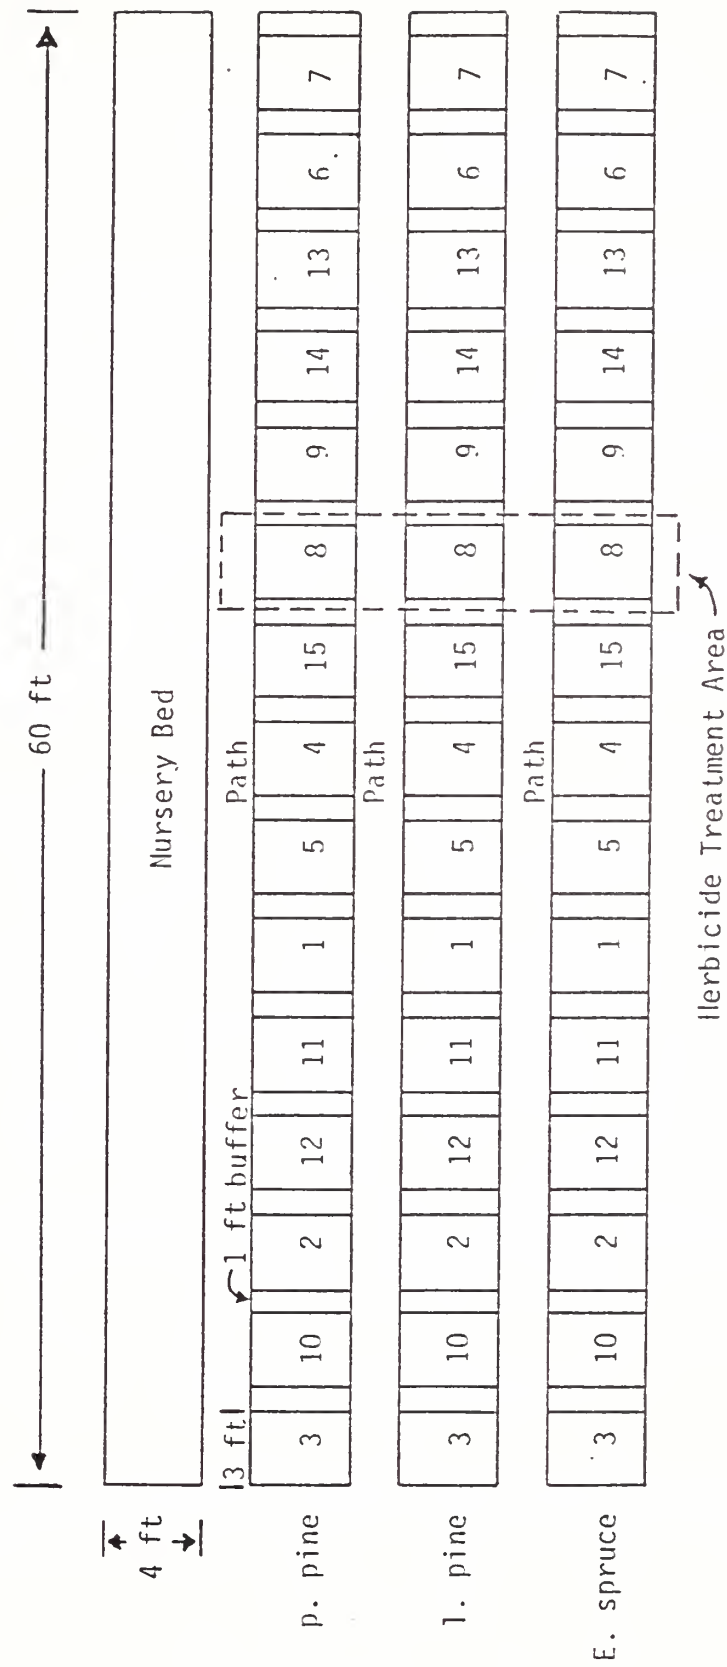 60 ft
4 ft
Nursery Bed
3 ft
1 ft buffer
Path
p. pine 3 10 2 12 11 1 5 4 15 8 9 14 13 6 7
Path
l. pine 3 10 2 12 11 1 5 4 15 8 9 14 13 6 7
Path
E. spruce 3 10 2 12 11 1 5 4 15 8 9 14 13 6 7
Herbicide Treatment Area